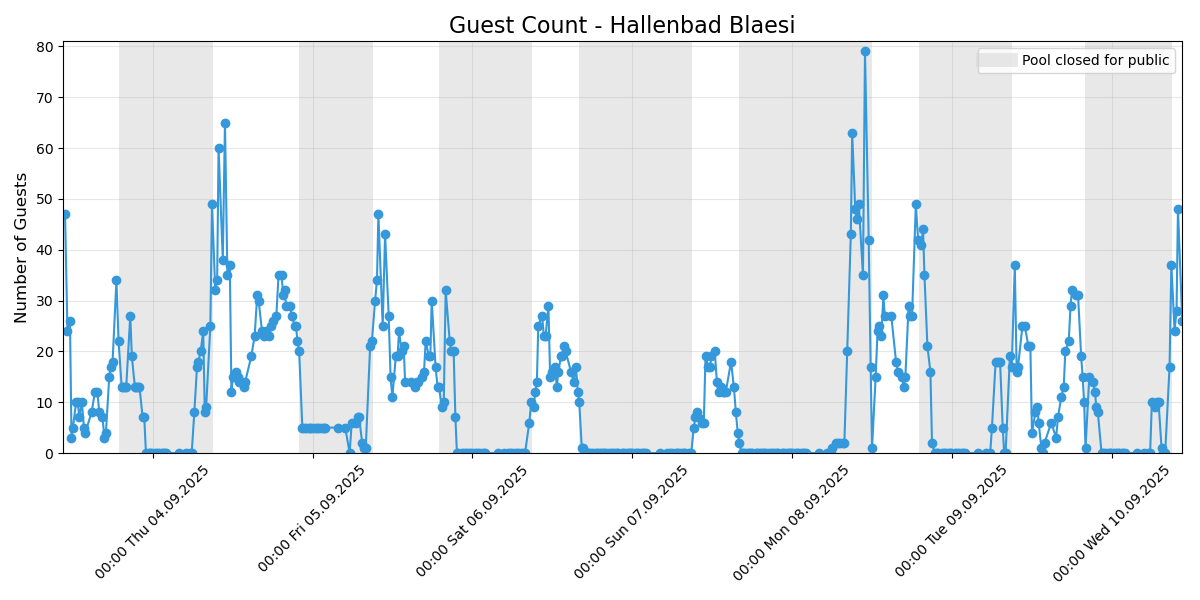 Guest Count - Hallenbad Blaesi
Pool closed for public
Number of Guests
80
70
60
50
40
30
20
10
0
00:00 Thu 04.09.2025
00:00 Fri 05.09.2025
00:00 Sat 06.09.2025
00:00 Sun 07.09.2025
00:00 Mon 08.09.2025
00:00 Tue 09.09.2025
00:00 Wed 10.09.2025